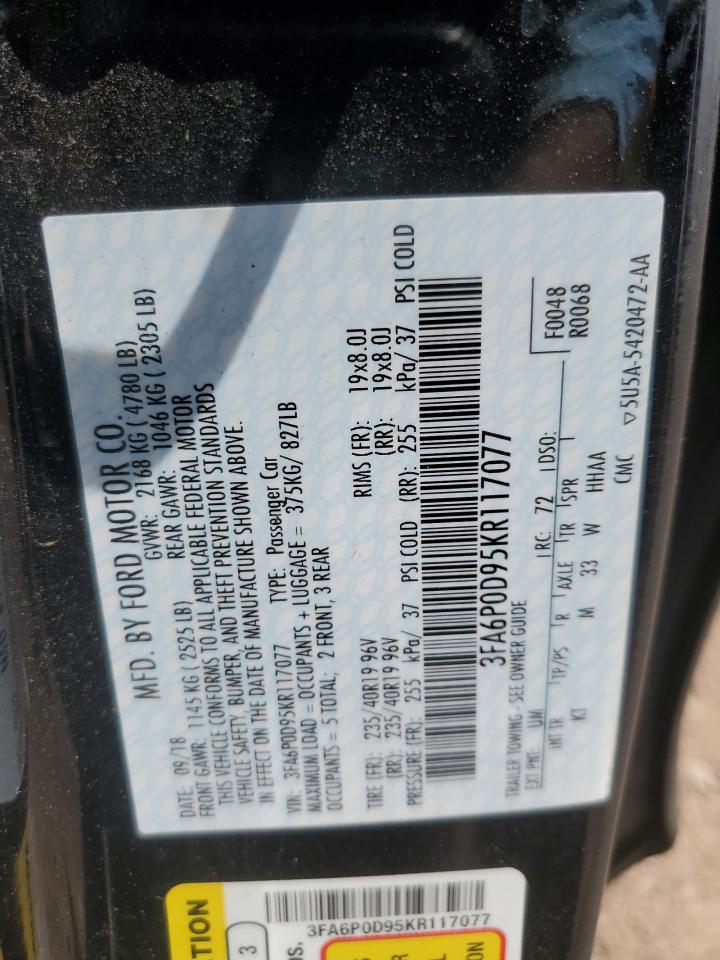 MFD. BY FORD MOTOR CO.
DATE: 09/18 GVWR: 2168 KG ( 4780 LB)
FRONT GAWR: 1145 KG ( 2525 LB) REAR GAWR: 1046 KG ( 2305 LB)
THIS VEHICLE CONFORMS TO ALL APPLICABLE FEDERAL MOTOR
VEHICLE SAFETY, BUMPER, AND THEFT PREVENTION STANDARDS
IN EFFECT ON THE DATE OF MANUFACTURE SHOWN ABOVE.
VIN: 3FA6P0D95KR117077 TYPE: Passenger Car
MAXIMUM LOAD = OCCUPANTS + LUGGAGE = 375KG/ 827LB
OCCUPANTS = 5 TOTAL; 2 FRONT, 3 REAR
TIRE (FR): 235/40R19 96V RIMS (FR): 19x8.0J
(RR): 235/40R19 96V (RR): 19x8.0J
PRESSURE (FR): 255 kPa/ 37 PSI COLD (RR): 255 kPa/ 37 PSI COLD
3FA6P0D95KR117077
TRAILER TOWING - SEE OWNER GUIDE
EXT PNT: UM RC: 72 DSO: F0048
R0068
INT TR TP/PS R AXLE TR SPR
KT M 33 W HHAA
CMC ▽5U5A-5420472-AA
TION
3
OS.
3FA6P0D95KR117077
R
L
ON